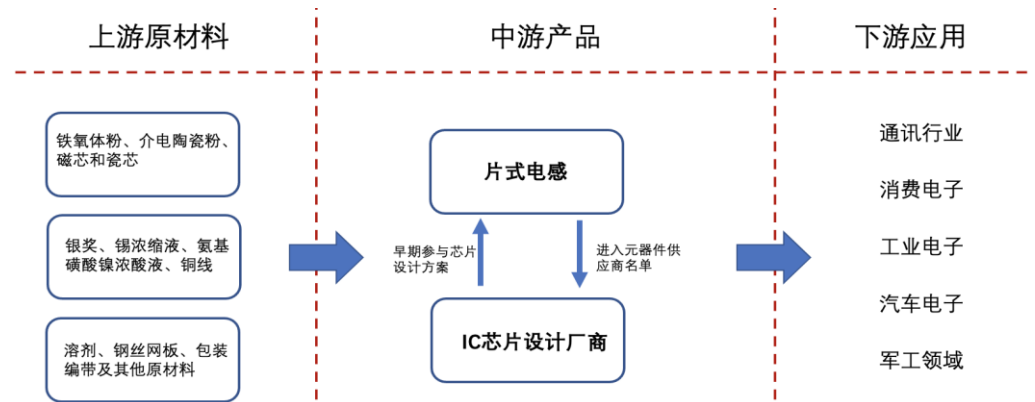 上游原材料
中游产品
下游应用
铁氧体粉、介电陶瓷粉、
磁芯和瓷芯
银奖、锡浓缩液、氨基
磺酸镍浓酸液、铜线
溶剂、钢丝网板、包装
编带及其他原材料
片式电感
早期参与芯片
设计方案
进入元器件供
应商名单
IC芯片设计厂商
通讯行业
消费电子
工业电子
汽车电子
军工领域